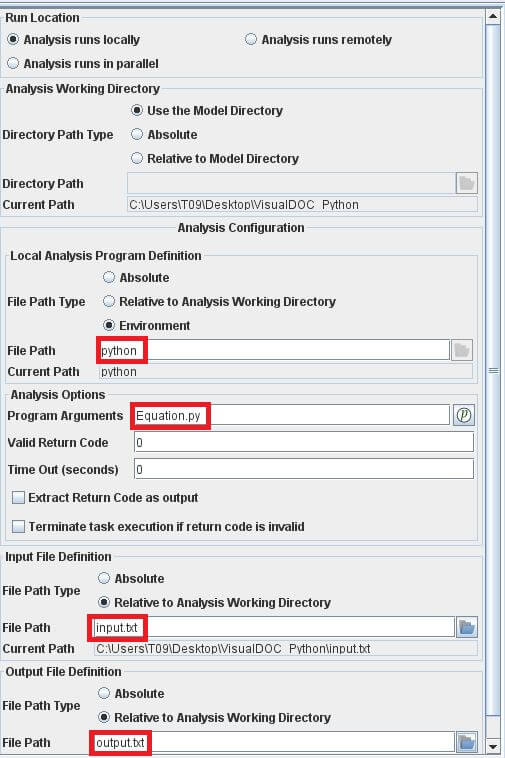 Run Location
Analysis runs locally Analysis runs remotely
Analysis runs in parallel
Analysis Working Directory
Use the Model Directory
Directory Path Type Absolute
Relative to Model Directory
Directory Path
Current Path C:\Users\T09\Desktop\VisualDOC_Python
Analysis Configuration
Local Analysis Program Definition
Absolute
File Path Type Relative to Analysis Working Directory
Environment
File Path python
Current Path python
Analysis Options
Program Arguments Equation.py p
Valid Return Code 0
Time Out (seconds) 0
Extract Return Code as output
Terminate task execution if return code is invalid
Input File Definition
Absolute
File Path Type
Relative to Analysis Working Directory
File Path input.txt
Current Path C:\Users\T09\Desktop\VisualDOC_Python\input.txt
Output File Definition
Absolute
File Path Type
Relative to Analysis Working Directory
File Path output.txt